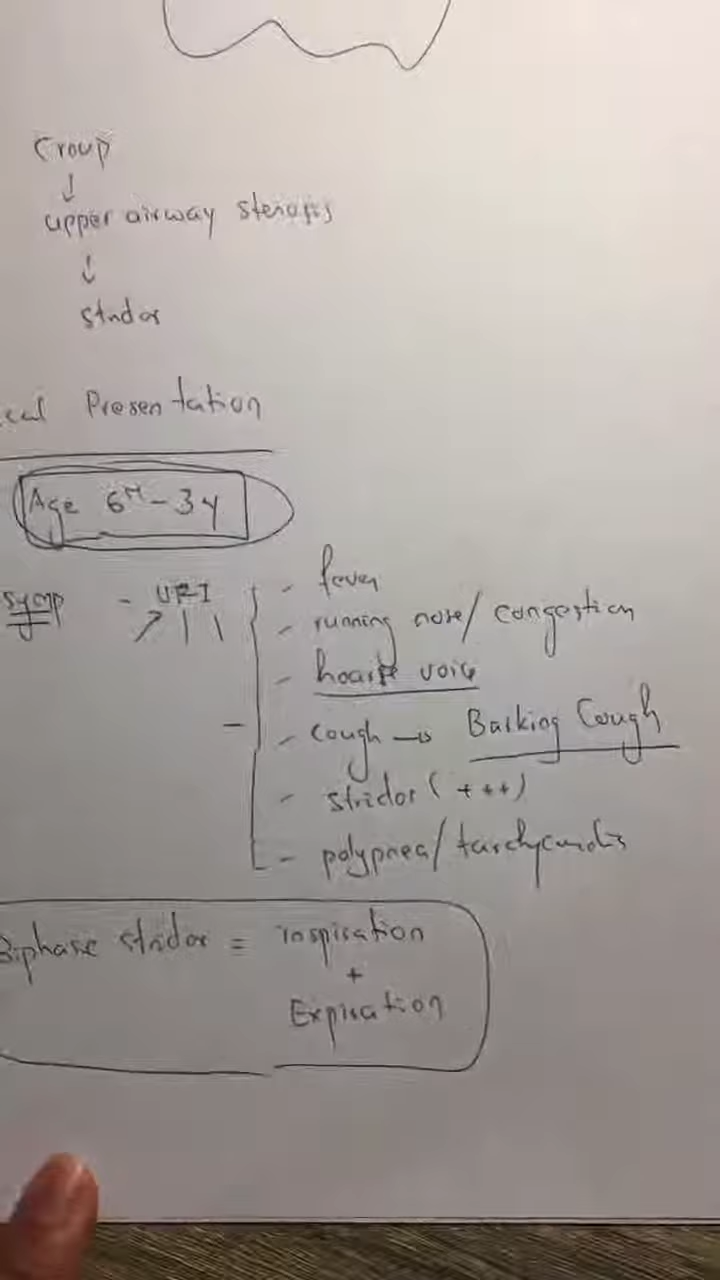 Croup
↓
upper airway stenosis
↓
stridor
ical Presentation
Age 6M - 3y
symp - URI - fever
- running nose / congestion
- hoarse voice
- cough → Barking Cough
- stridor (+++)
- polypnea /
Biphase stridor = inspiration
+
Expiration